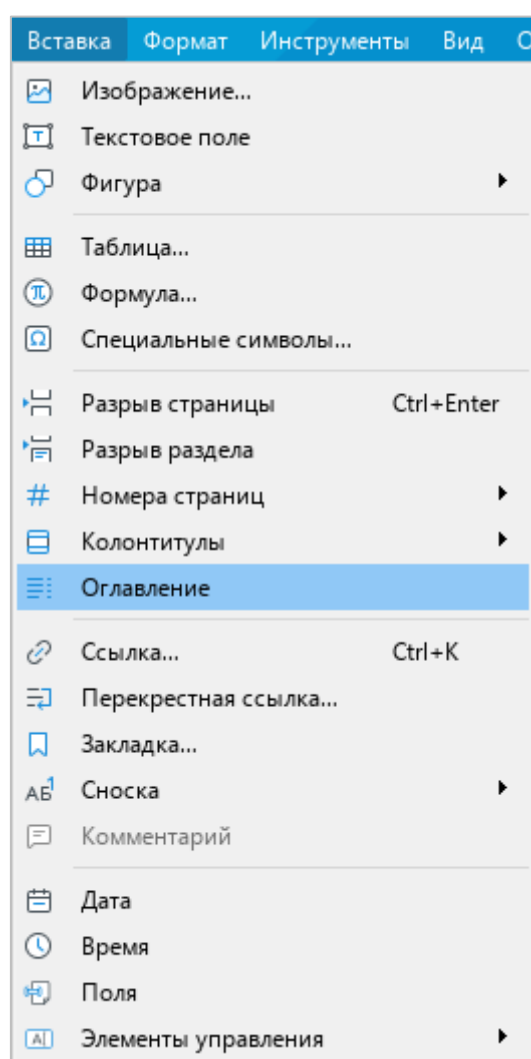 Вставка Формат Инструменты Вид
Изображение...
Текстовое поле
Фигура
Таблица...
Формула...
Специальные символы...
Разрыв страницы Ctrl+Enter
Разрыв раздела
Номера страниц
Колонтитулы
Оглавление
Ссылка... Ctrl+K
Перекрестная ссылка...
Закладка...
Сноска
Комментарий
Дата
Время
Поля
Элементы управления